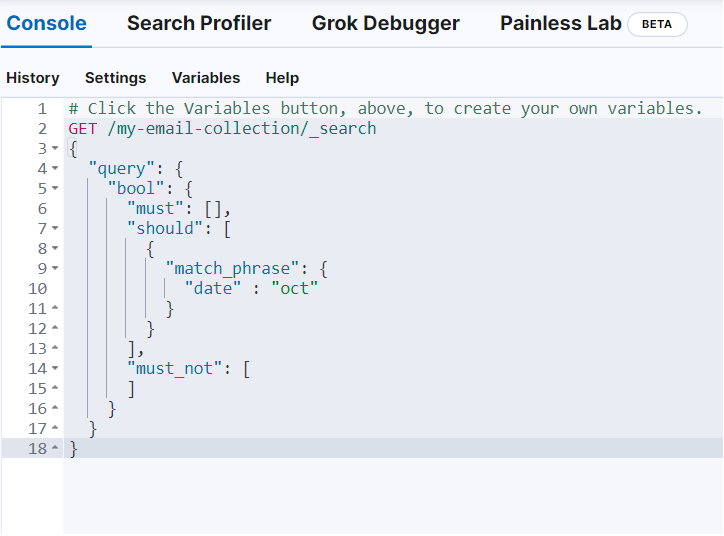 Console Search Profiler Grok Debugger Painless Lab BETA
History Settings Variables Help
1 # Click the Variables button, above, to create your own variables.
2 GET /my-email-collection/_search
3 {
4 "query": {
5 "bool": {
6 "must": [],
7 "should": [
8 {
9 "match_phrase": {
10 "date" : "oct"
11 }
12 }
13 ],
14 "must_not": [
15 ]
16 }
17 }
18 }